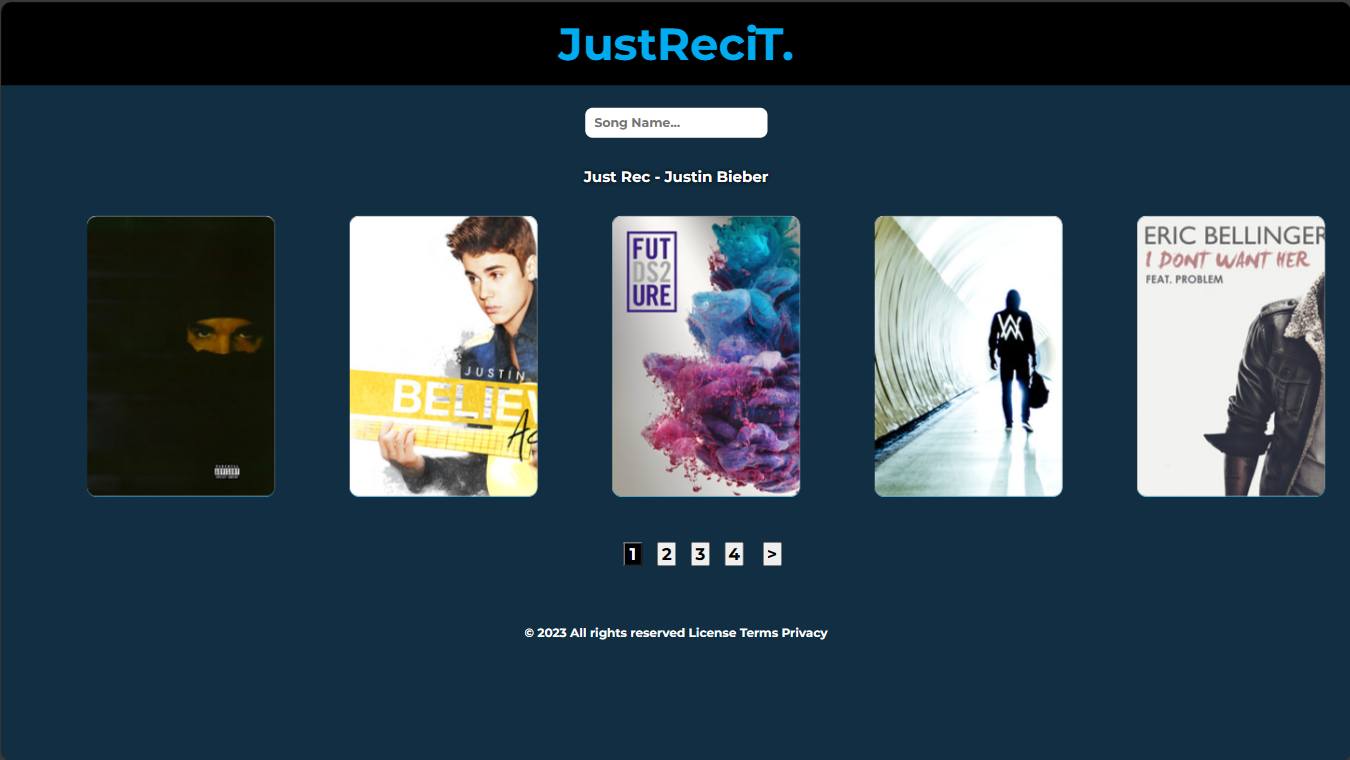 JustReciT.
Song Name...
Just Rec - Justin Bieber
JUSTIN
BELIEV
FUT
DS2
URE
ERIC BELLINGER
I DONT WANT HER
FEAT. PROBLEM
1 2 3 4 >
© 2023 All rights reserved License Terms Privacy